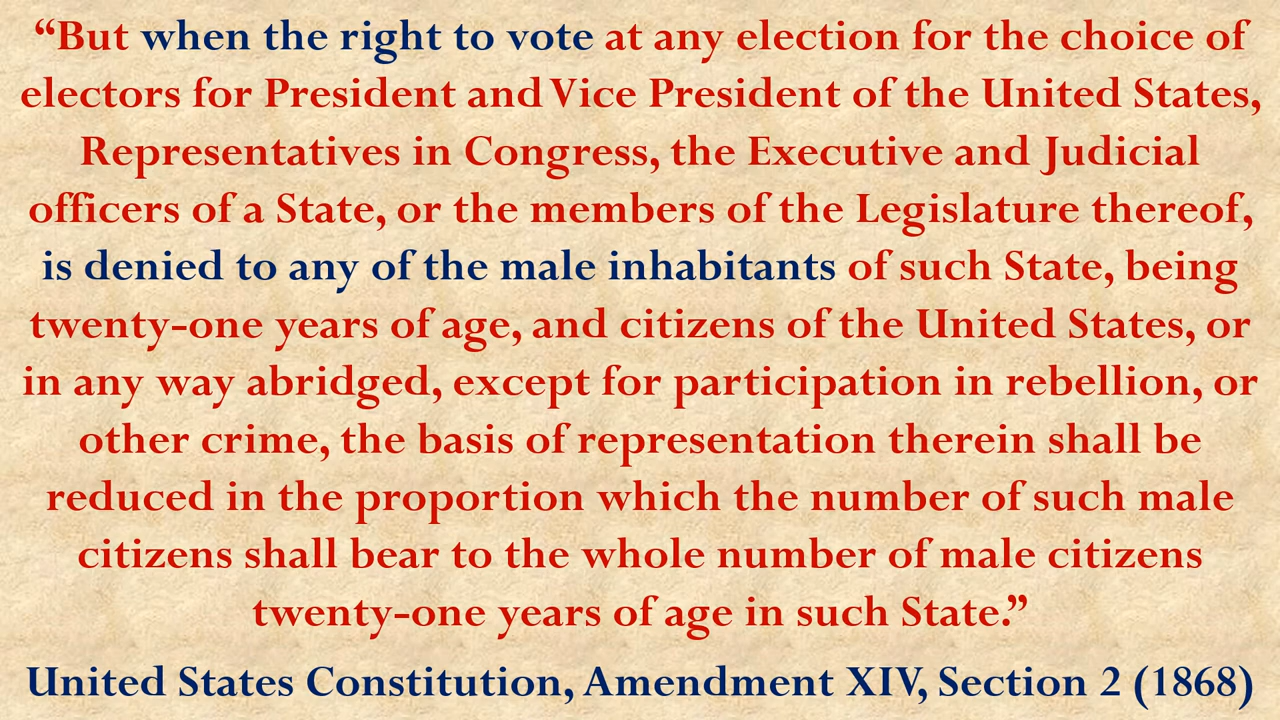 “But when the right to vote at any election for the choice of
electors for President and Vice President of the United States,
Representatives in Congress, the Executive and Judicial
officers of a State, or the members of the Legislature thereof,
is denied to any of the male inhabitants of such State, being
twenty-one years of age, and citizens of the United States, or
in any way abridged, except for participation in rebellion, or
other crime, the basis of representation therein shall be
reduced in the proportion which the number of such male
citizens shall bear to the whole number of male citizens
twenty-one years of age in such State.”
United States Constitution, Amendment XIV, Section 2 (1868)